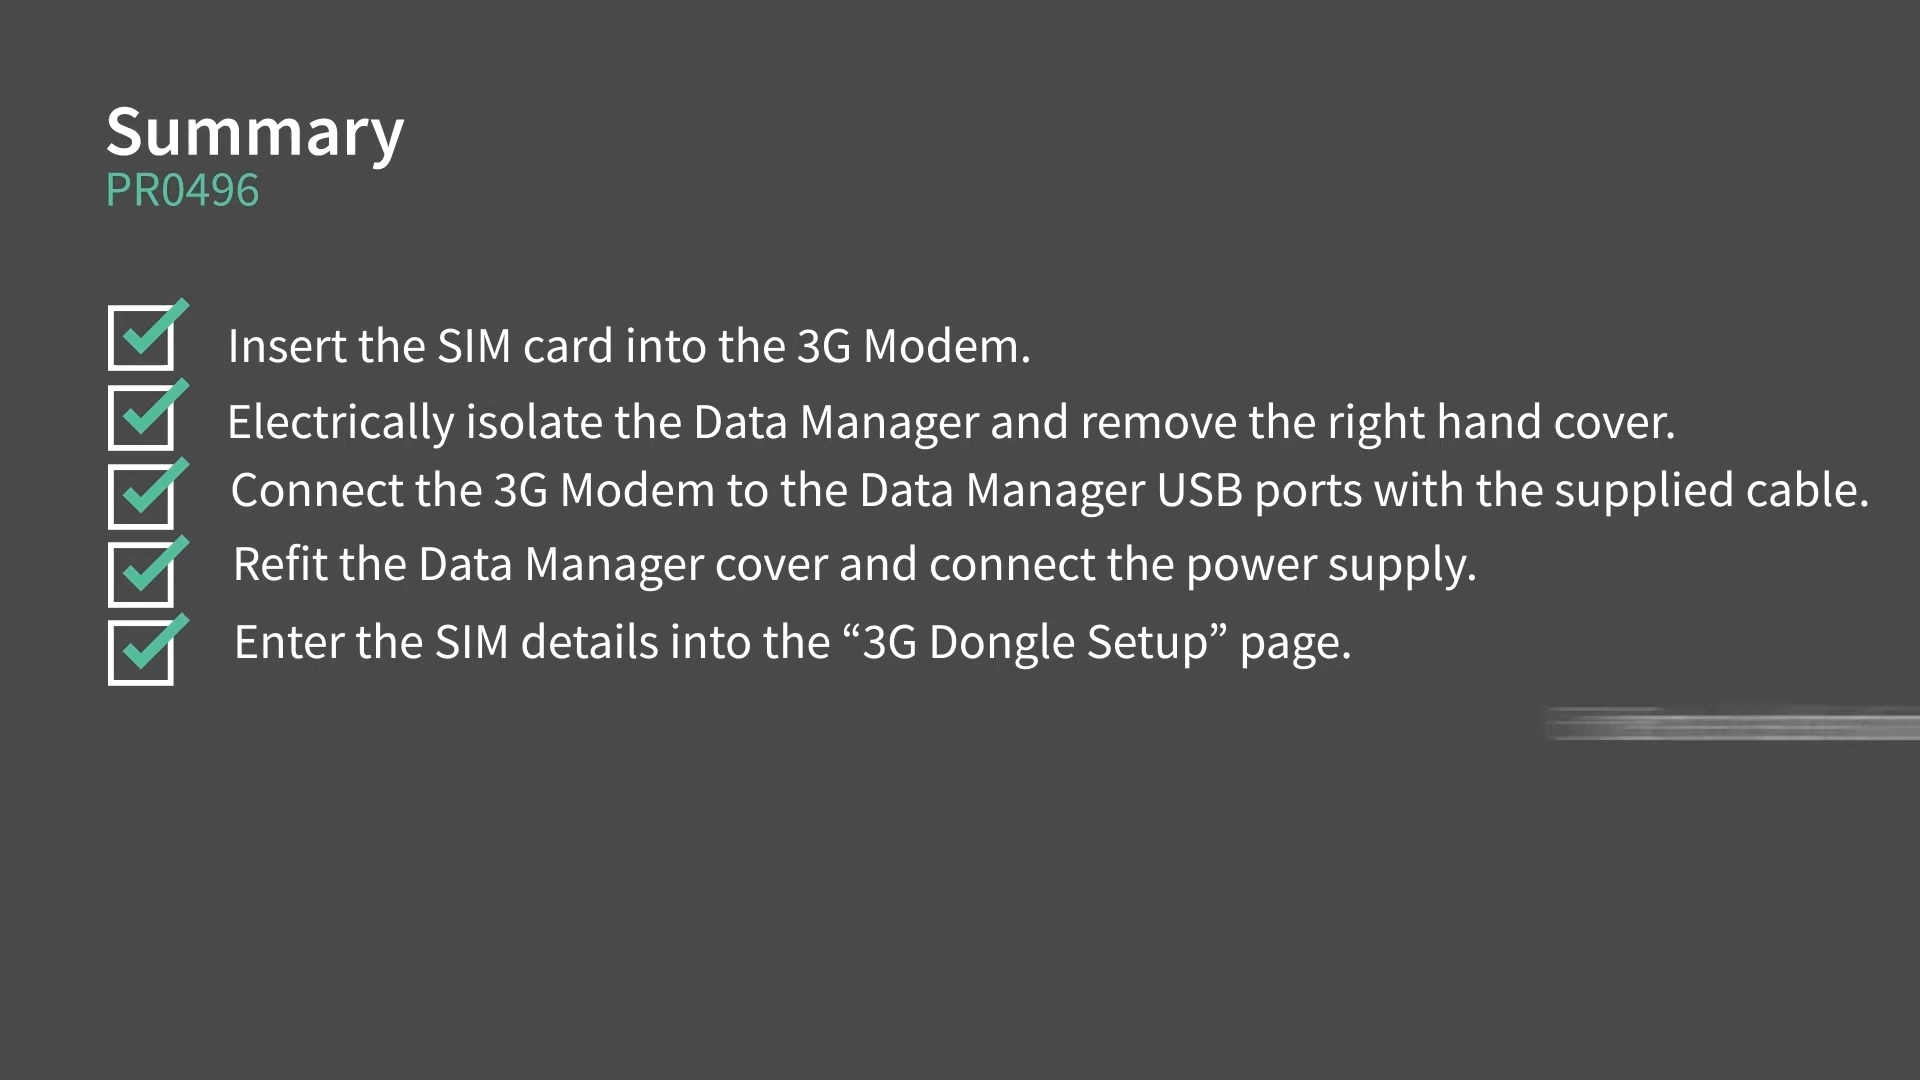 Summary
PR0496
Insert the SIM card into the 3G Modem.
Electrically isolate the Data Manager and remove the right hand cover.
Connect the 3G Modem to the Data Manager USB ports with the supplied cable.
Refit the Data Manager cover and connect the power supply.
Enter the SIM details into the “3G Dongle Setup” page.